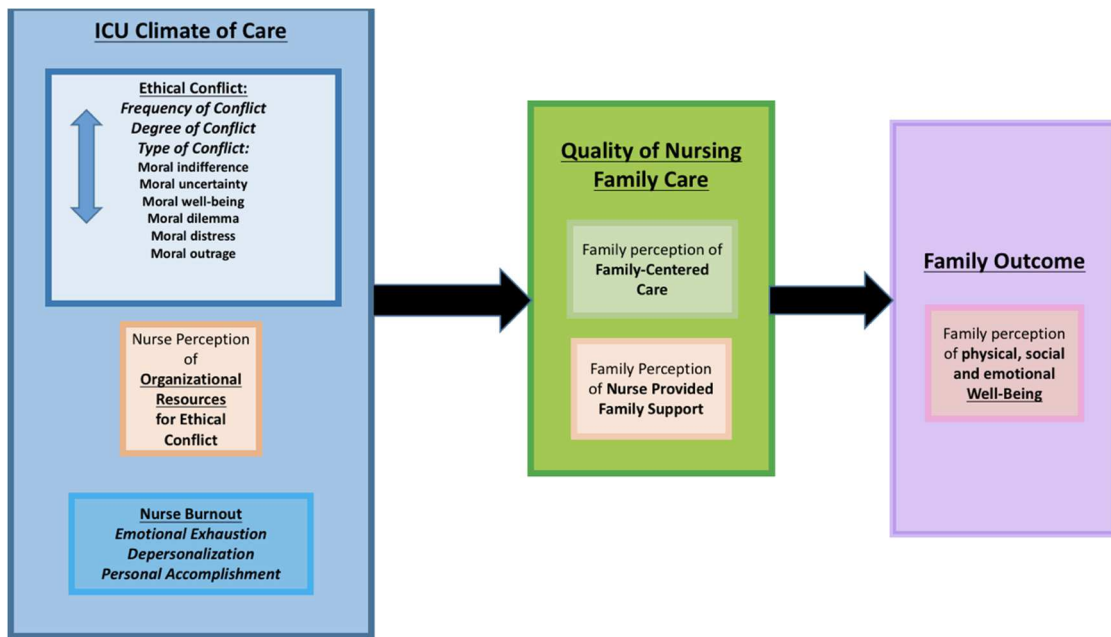 ICU Climate of Care
Ethical Conflict:
Frequency of Conflict
Degree of Conflict
Type of Conflict:
Moral indifference
Moral uncertainty
Moral well-being
Moral dilemma
Moral distress
Moral outrage
Nurse Perception
of
Organizational
Resources
for Ethical
Conflict
Nurse Burnout
Emotional Exhaustion
Depersonalization
Personal Accomplishment
Quality of Nursing
Family Care
Family perception of
Family-Centered
Care
Family Perception
of Nurse Provided
Family Support
Family Outcome
Family perception
of physical, social
and emotional
Well-Being